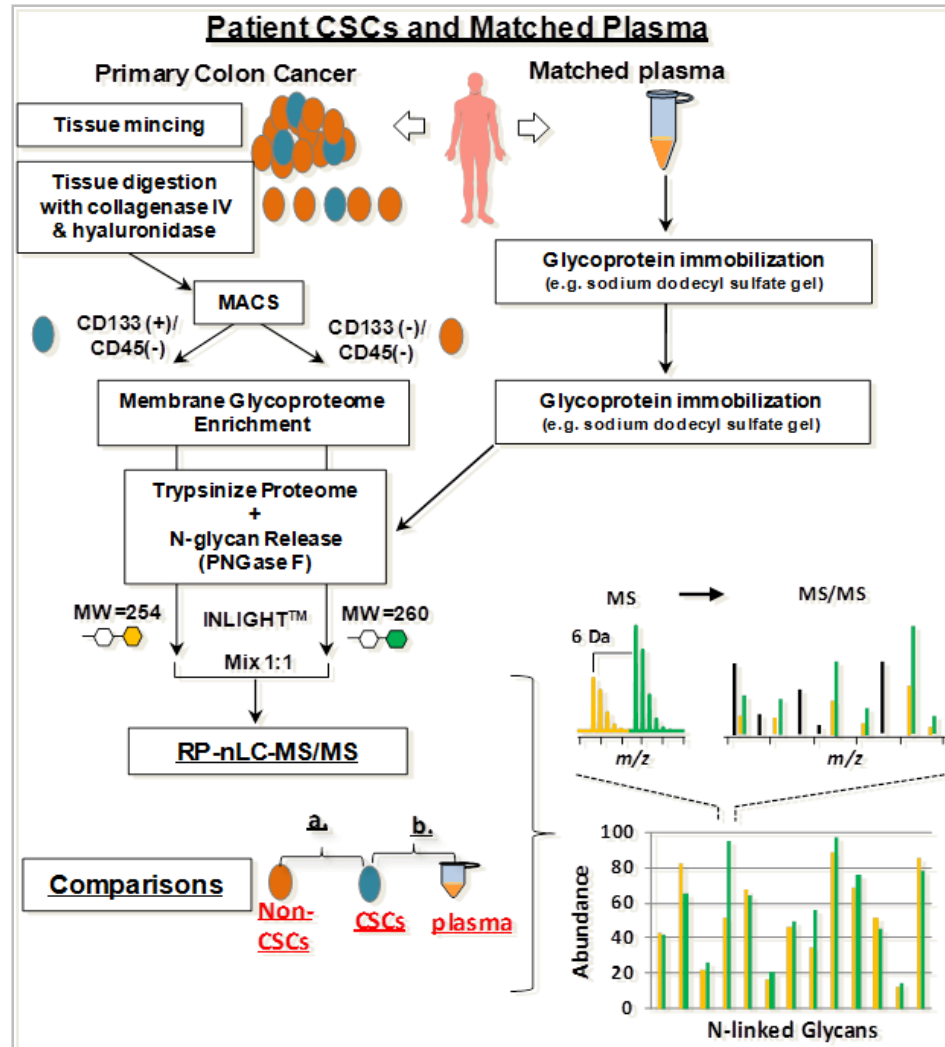 Patient CSCs and Matched Plasma
Primary Colon Cancer
Matched plasma
Tissue mincing
Tissue digestion
with collagenase IV
& hyaluronidase
Glycoprotein immobilization
(e.g. sodium dodecyl sulfate gel)
MACS
CD133 (+)/
CD45(-)
CD133 (-)/
CD45(-)
Membrane Glycoproteome
Enrichment
Glycoprotein immobilization
(e.g. sodium dodecyl sulfate gel)
Trypsinize Proteome
+
N-glycan Release
(PNGase F)
MW=254
INLIGHT™
MW=260
Mix 1:1
MS
MS/MS
6 Da
m/z
m/z
RP-nLC-MS/MS
a.
b.
Comparisons
Non-
CSCs
CSCs
plasma
Abundance
100
80
60
40
20
0
N-linked Glycans